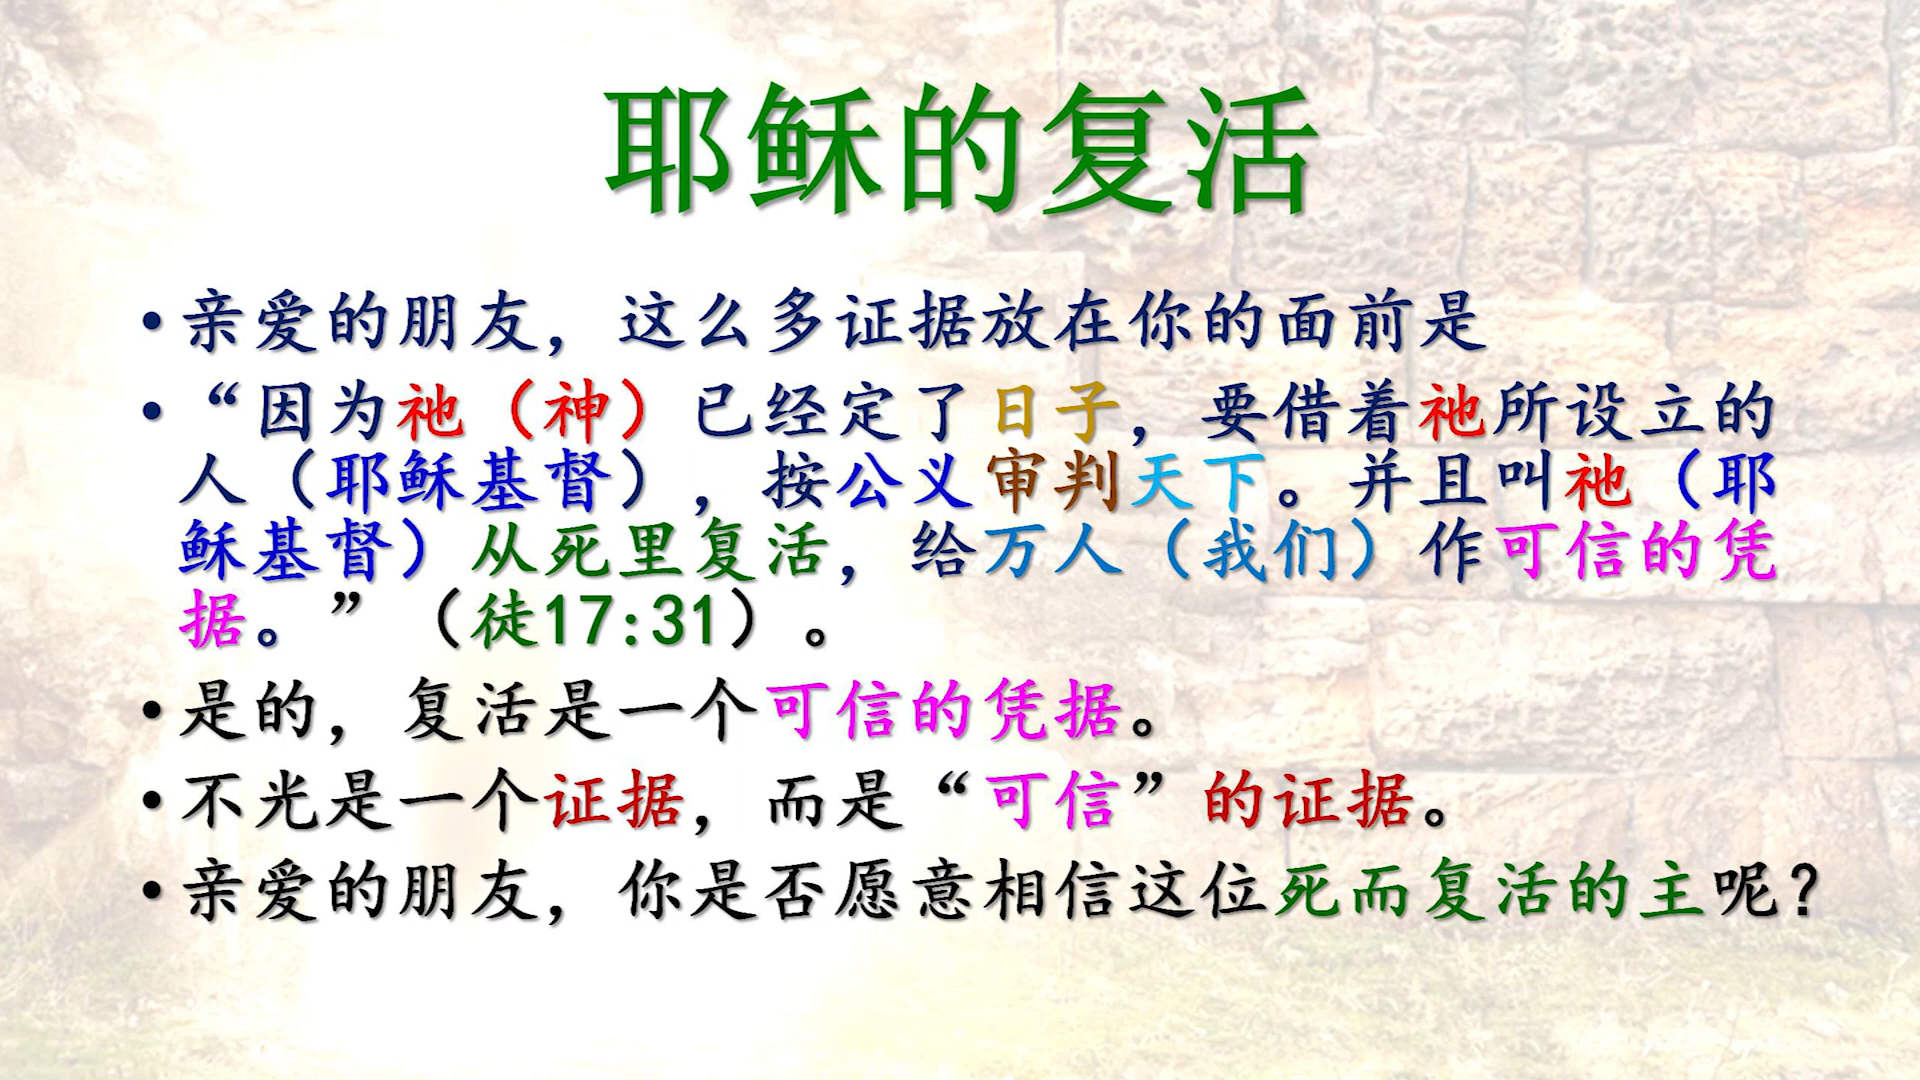 耶稣的复活
•亲爱的朋友，这么多证据放在你的面前是
•“因为祂（神）已经定了日子，要借着祂所设立的
人（耶稣基督），按公义审判天下。并且叫祂（耶
稣基督）从死里复活，给万人（我们）作可信的凭
据。”（徒17:31）。
•是的，复活是一个可信的凭据。
•不光是一个证据，而是“可信”的证据。
•亲爱的朋友，你是否愿意相信这位死而复活的主呢？